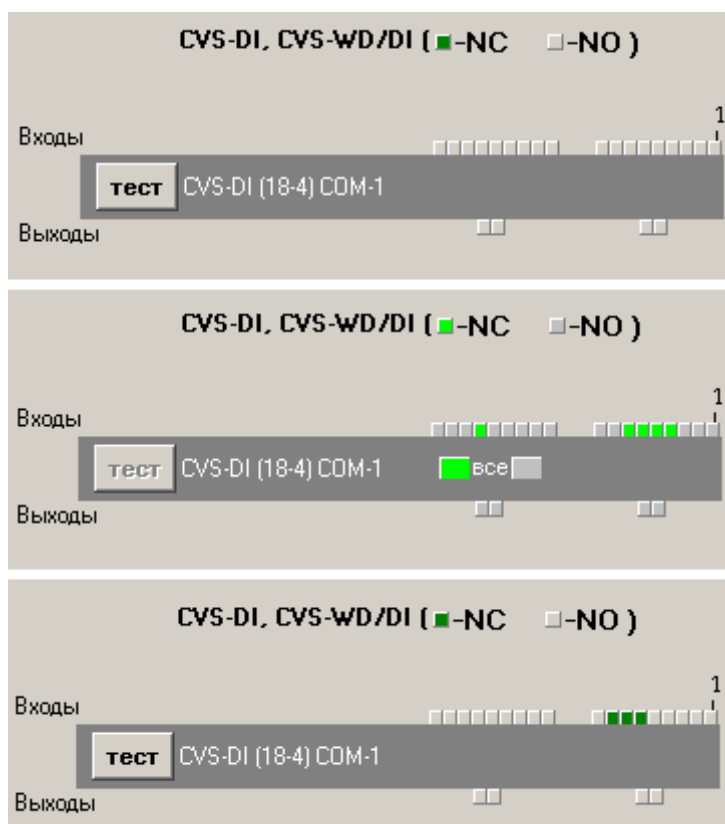 CVS-DI, CVS-WD/DI ( -NC -NO )
1
Входы
тест CVS-DI (18-4) COM-1
Выходы
CVS-DI, CVS-WD/DI ( -NC -NO )
1
Входы
тест CVS-DI (18-4) COM-1 все
Выходы
CVS-DI, CVS-WD/DI ( -NC -NO )
1
Входы
тест CVS-DI (18-4) COM-1
Выходы